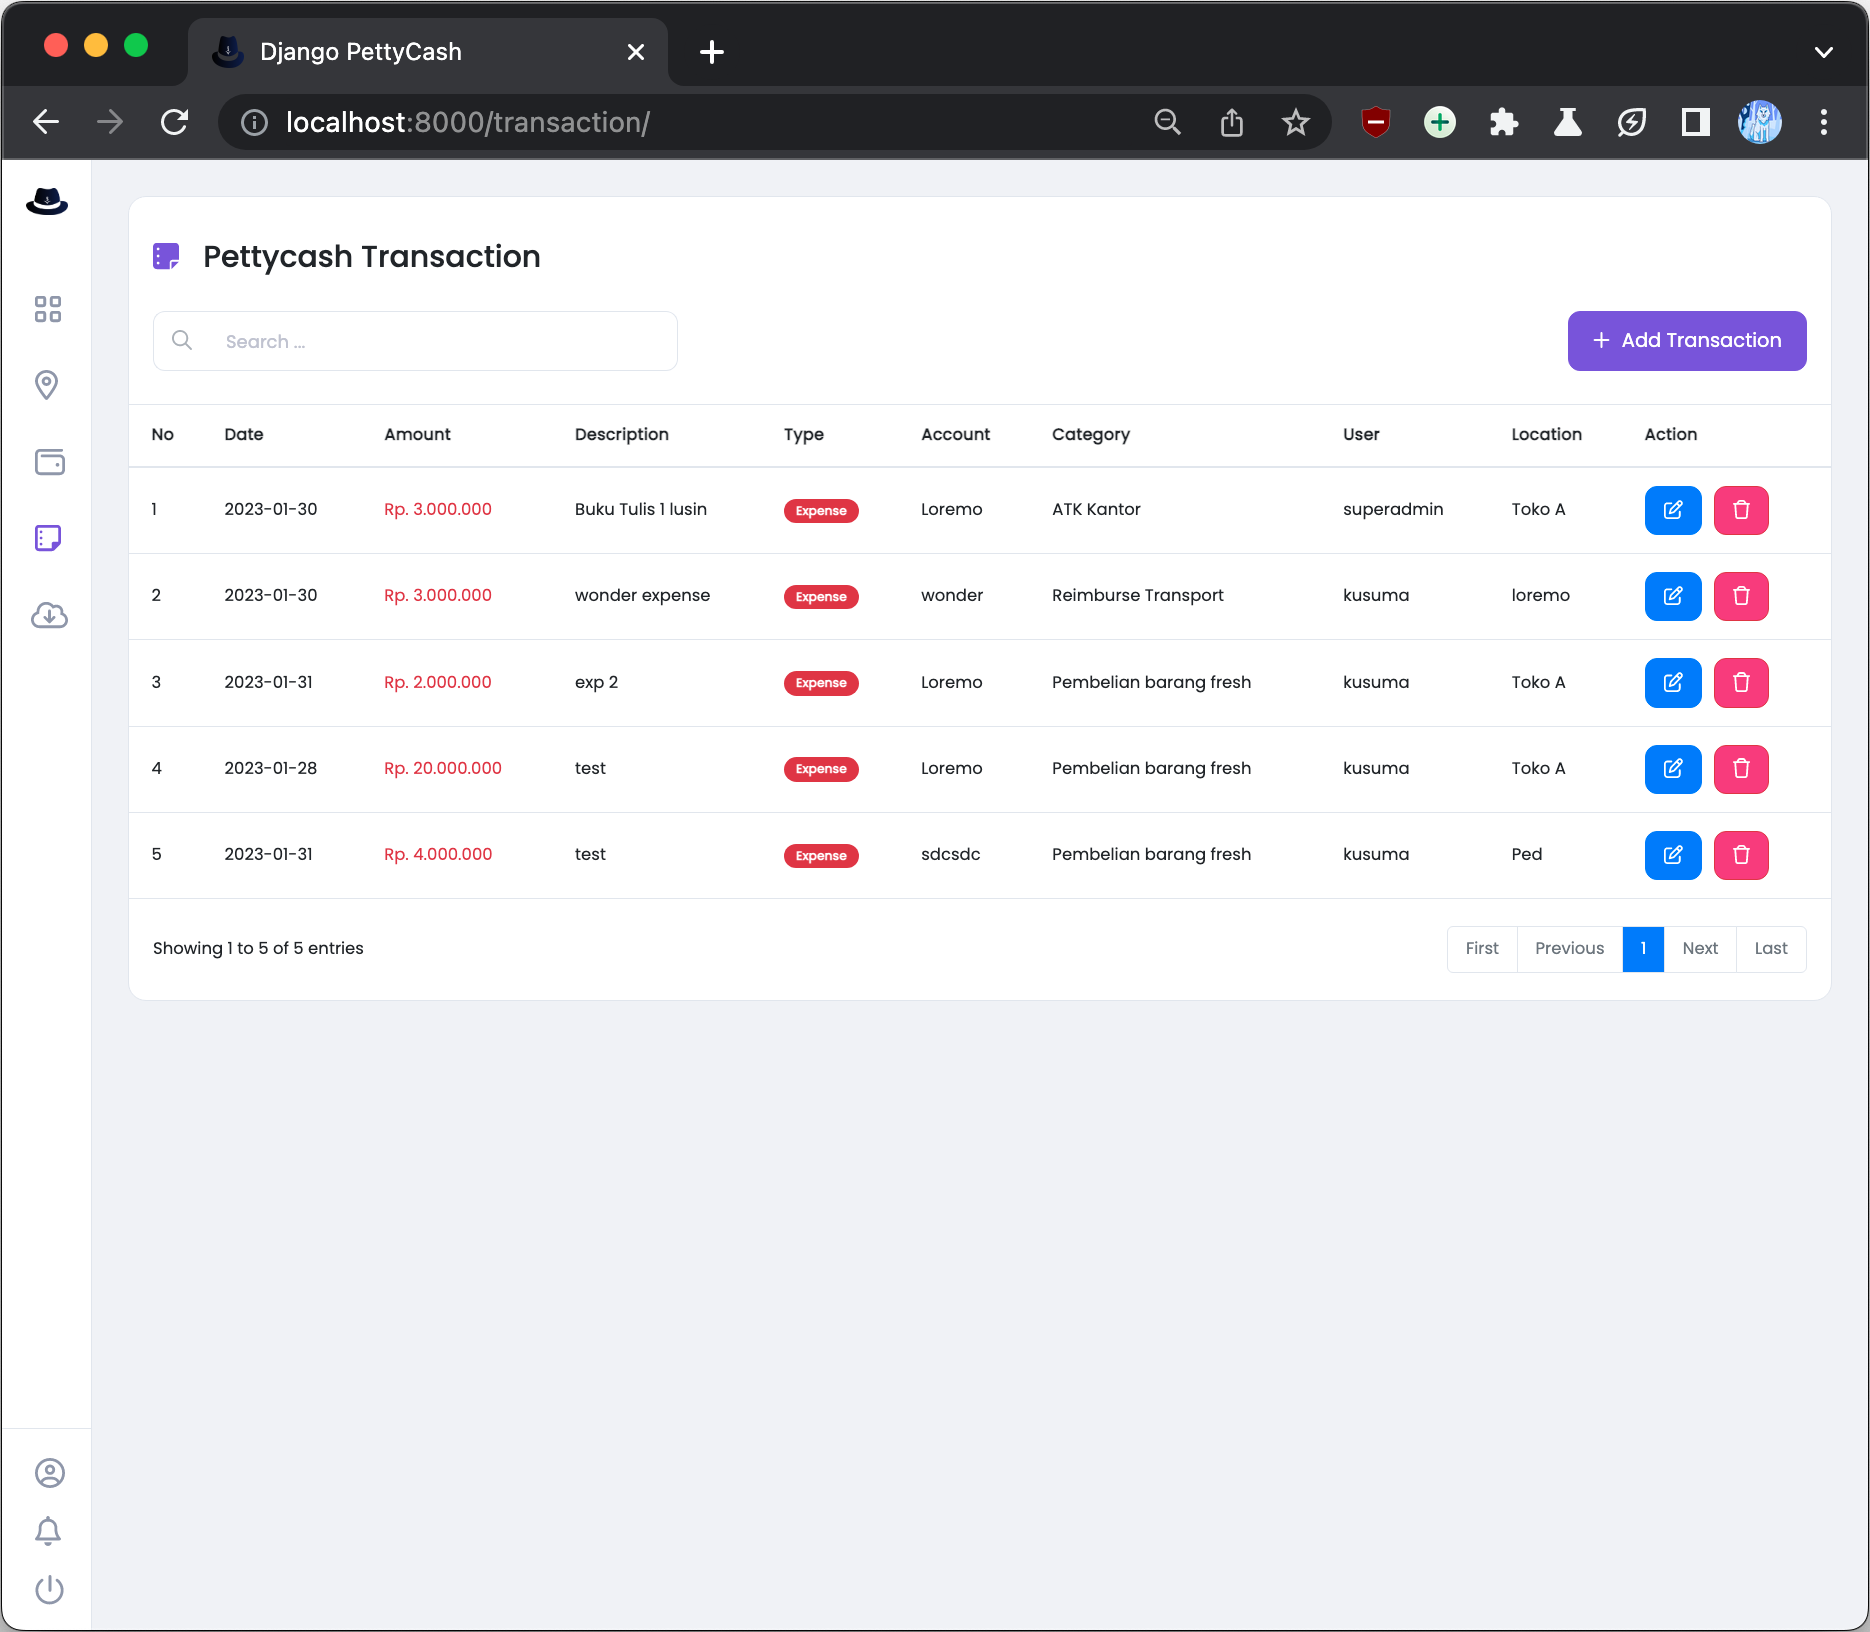 Django PettyCash
localhost:8000/transaction/
Pettycash Transaction
Search ...
Add Transaction
No Date Amount Description Type Account Category User Location Action
1 2023-01-30 Rp. 3.000.000 Buku Tulis 1 lusin Expense Loremo ATK Kantor superadmin Toko A
2 2023-01-30 Rp. 3.000.000 wonder expense Expense wonder Reimburse Transport kusuma loremo
3 2023-01-31 Rp. 2.000.000 exp 2 Expense Loremo Pembelian barang fresh kusuma Toko A
4 2023-01-28 Rp. 20.000.000 test Expense Loremo Pembelian barang fresh kusuma Toko A
5 2023-01-31 Rp. 4.000.000 test Expense sdcsdc Pembelian barang fresh kusuma Ped
Showing 1 to 5 of 5 entries First Previous 1 Next Last